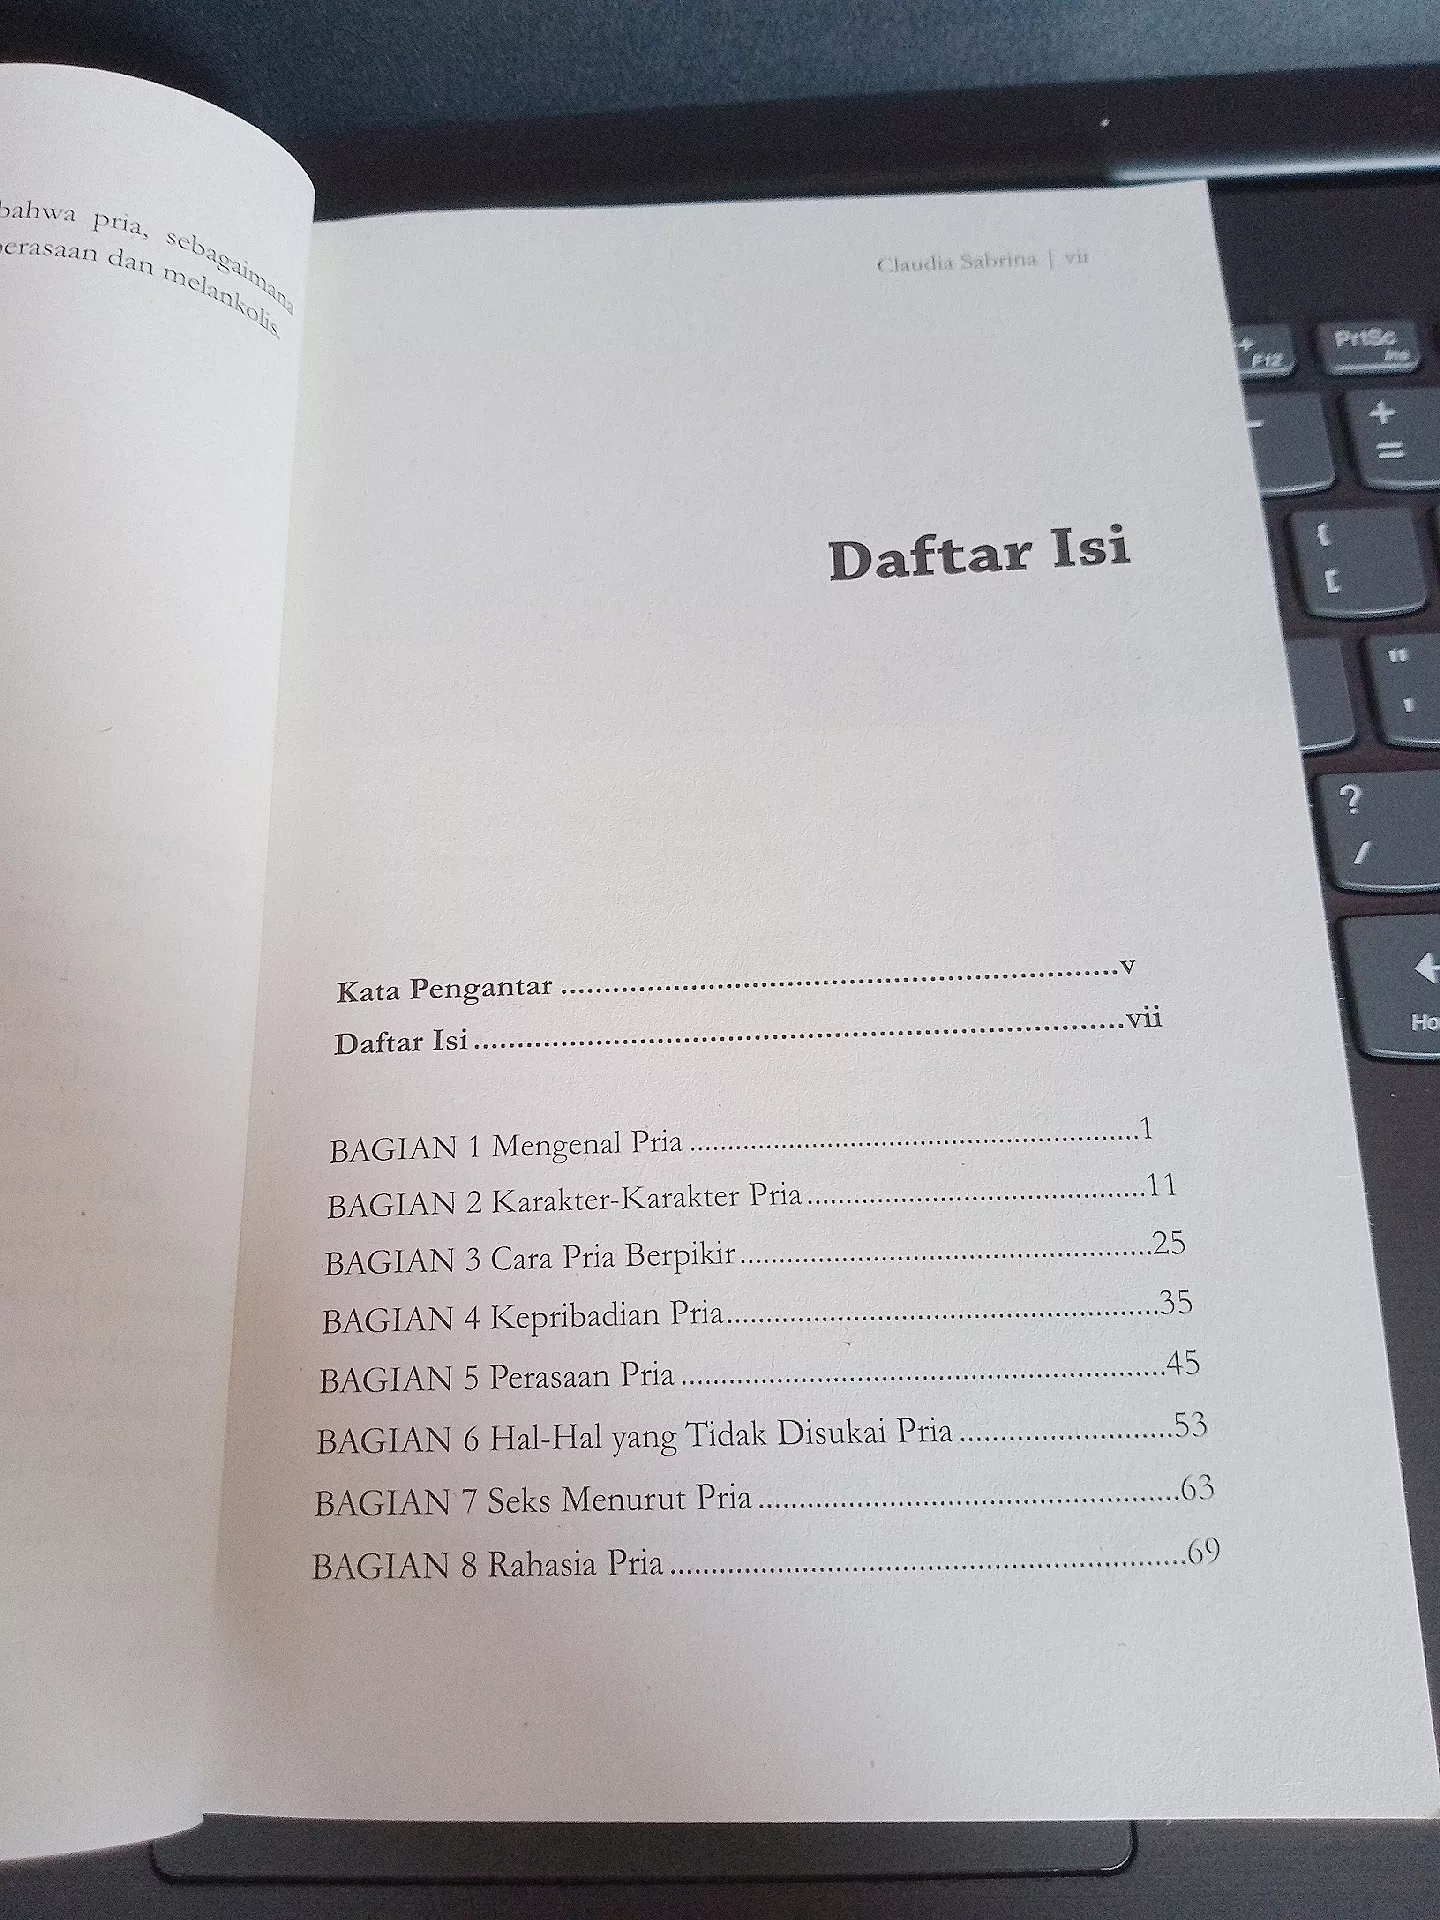 bahwa pria, sebagaimana
perasaan dan melankolis.
Claudia Sabrina | vii
Daftar Isi
Kata Pengantar ..................................................................v
Daftar Isi..............................................................................vii
BAGIAN 1 Mengenal Pria ......................................................1
BAGIAN 2 Karakter-Karakter Pria.........................................11
BAGIAN 3 Cara Pria Berpikir..................................................25
BAGIAN 4 Kepribadian Pria....................................................35
BAGIAN 5 Perasaan Pria .........................................................45
BAGIAN 6 Hal-Hal yang Tidak Disukai Pria..........................53
BAGIAN 7 Seks Menurut Pria..................................................63
BAGIAN 8 Rahasia Pria............................................................69
+
F12
PrtSc
Ins
-
+
=
{
[
"
'
?
/